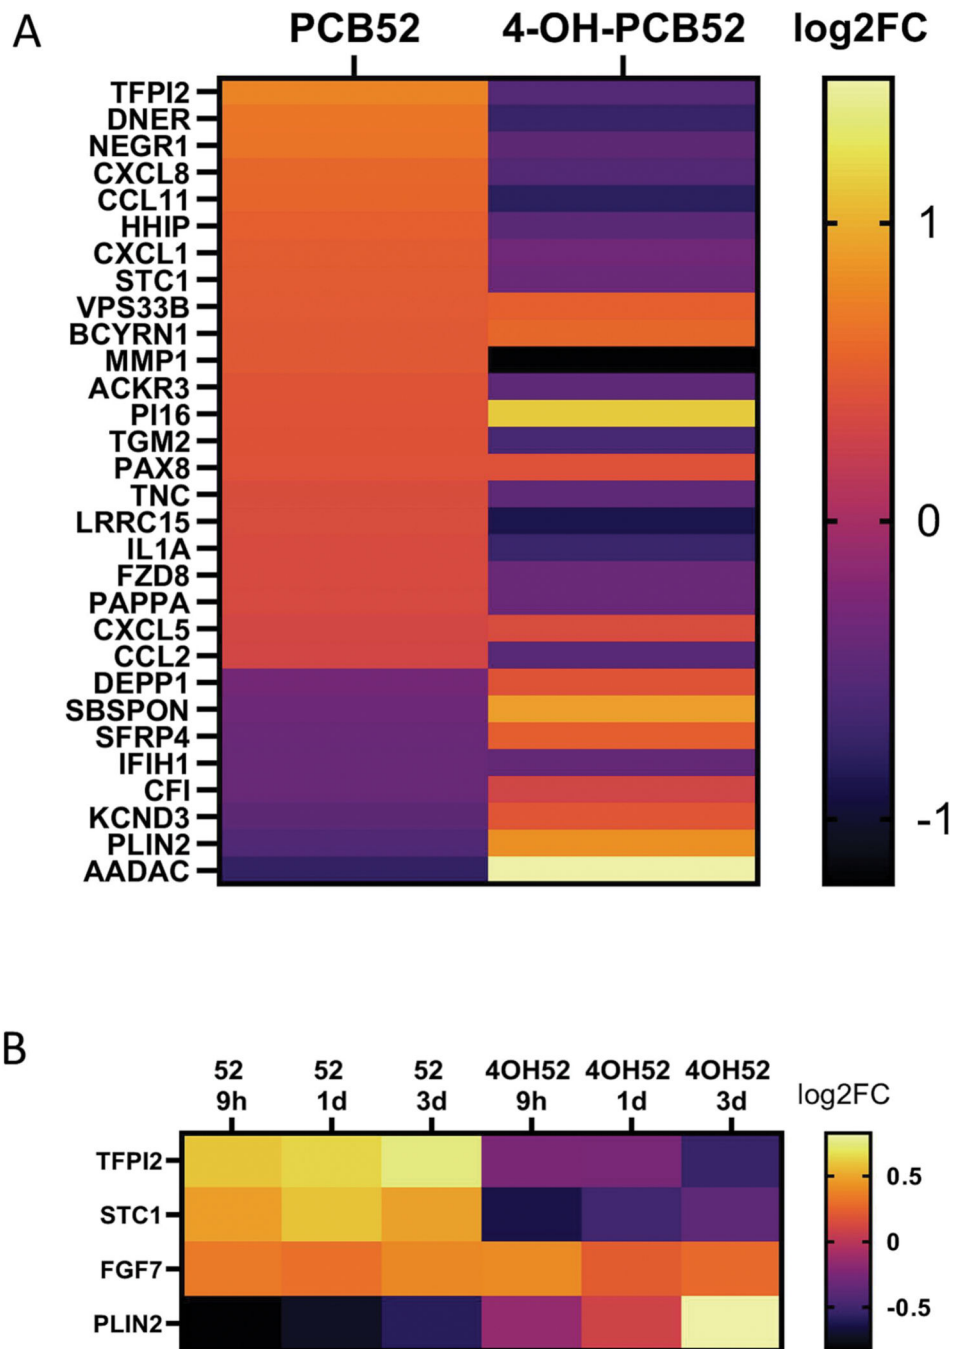 A
PCB52 4-OH-PCB52 log2FC
TFPI2
DNER
NEGR1
CXCL8
CCL11
HHIP
CXCL1
STC1
VPS33B
BCYRN1
MMP1
ACKR3
PI16
TGM2
PAX8
TNC
LRRC15
IL1A
FZD8
PAPPA
CXCL5
CCL2
DEPP1
SBSPON
SFRP4
IFIH1
CFI
KCND3
PLIN2
AADAC
1
0
-1
B
52 52 52 4OH52 4OH52 4OH52
9h 1d 3d 9h 1d 3d
log2FC
TFPI2
STC1
FGF7
PLIN2
0.5
0
-0.5